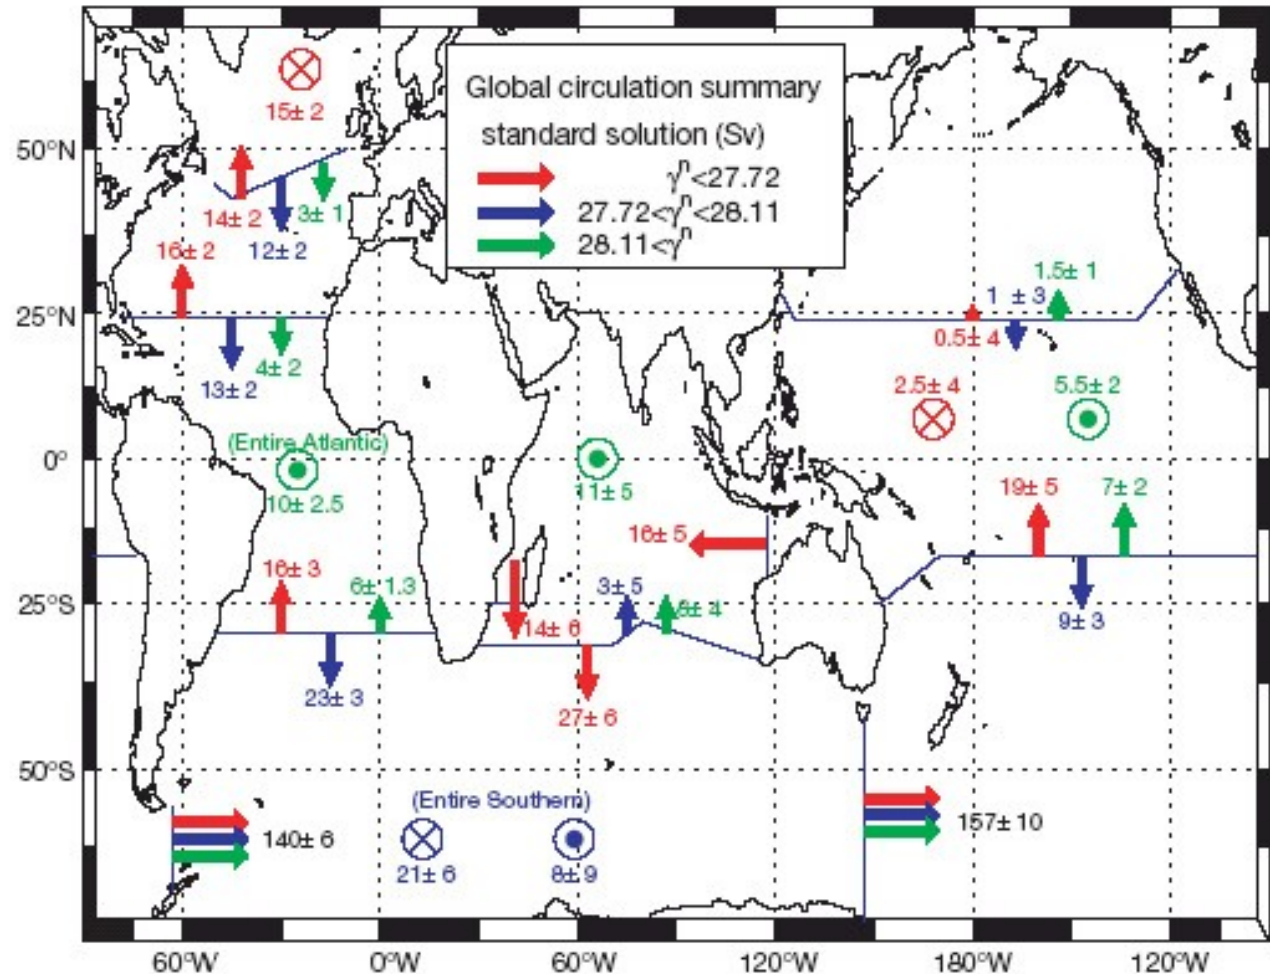 Global circulation summary
standard solution (Sv)
γⁿ<27.72
27.72<γⁿ<28.11
28.11<γⁿ
15± 2
50°N
14± 2
3± 1
12± 2
16± 2
1.5± 1
1 ± 3
25°N
0.5± 4
4± 2
13± 2
2.5± 4
5.5± 2
(Entire Atlantic)
0°
10± 2.5
11± 5
19± 5
7± 2
16± 5
16± 3
6± 1.3
3± 5
8± 4
25°S
14± 6
9± 3
23± 3
27± 6
50°S
(Entire Southern)
140± 6
157± 10
21± 6
8± 9
60°W
0°W
60°W
120°W
180°W
120°W